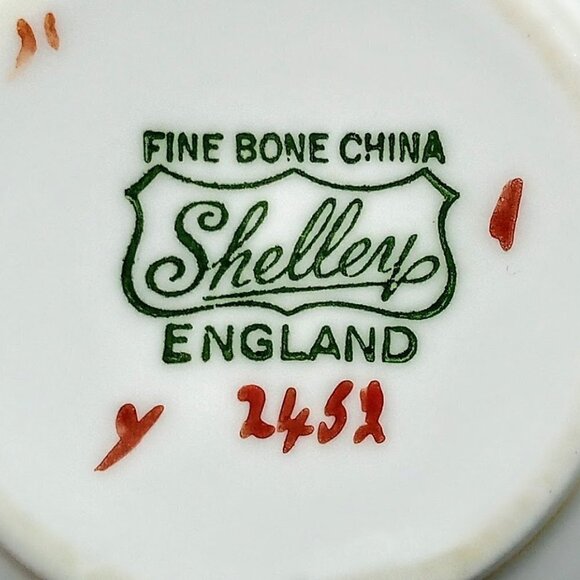 FINE BONE CHINA
Shelley
ENGLAND
y 2452